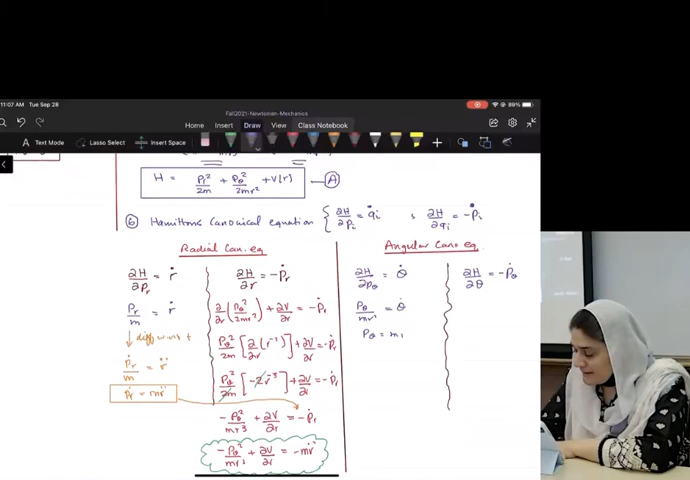 11:07 AM Tue Sep 28
89%
Fall2021-Newtonian-Mechanics
Home Insert Draw View Class Notebook
Text Mode Lasso Select Insert Space
H = Pr²/2m + Pθ²/2mr² + V(r) —(A)
⑥ Hamiltons Canonical equation { ∂H/∂pi = q̇i ; ∂H/∂qi = -Ṗi
Radial Can. eq
∂H/∂Pr = ṙ
Pr/m = ṙ
↓ diff w.r.t t
Ṗr/m = r̈
Ṗr = mr̈
∂H/∂r = -Ṗr
∂/∂r (Pθ²/2mr²) + ∂V/∂r = -Ṗr
Pθ²/2m [∂/∂r (r⁻²)] + ∂V/∂r = -Ṗr
Pθ²/2m [-2r⁻³] + ∂V/∂r = -Ṗr
-Pθ²/mr³ + ∂V/∂r = -Ṗr
-Pθ²/mr³ + ∂V/∂r = -mr̈
Angular Cano eq.
∂H/∂Pθ = θ̇
Pθ/mr² = θ̇
Pθ = m
∂H/∂θ = -Ṗθ